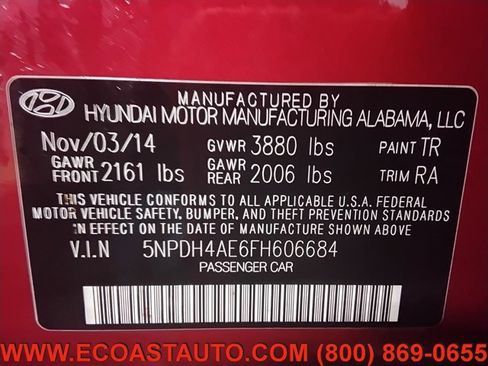 MANUFACTURED BY
HYUNDAI MOTOR MANUFACTURING ALABAMA, LLC
Nov/03/14 GVWR 3880 lbs PAINT TR
GAWR FRONT 2161 lbs GAWR REAR 2006 lbs TRIM RA
THIS VEHICLE CONFORMS TO ALL APPLICABLE U.S.A. FEDERAL
MOTOR VEHICLE SAFETY, BUMPER, AND THEFT PREVENTION
STANDARDS IN EFFECT ON THE DATE OF MANUFACTURE SHOWN ABOVE.
V.I.N 5NPDH4AE6FH606684
PASSENGER CAR
WWW.ECOASTAUTO.COM (800) 869-0655